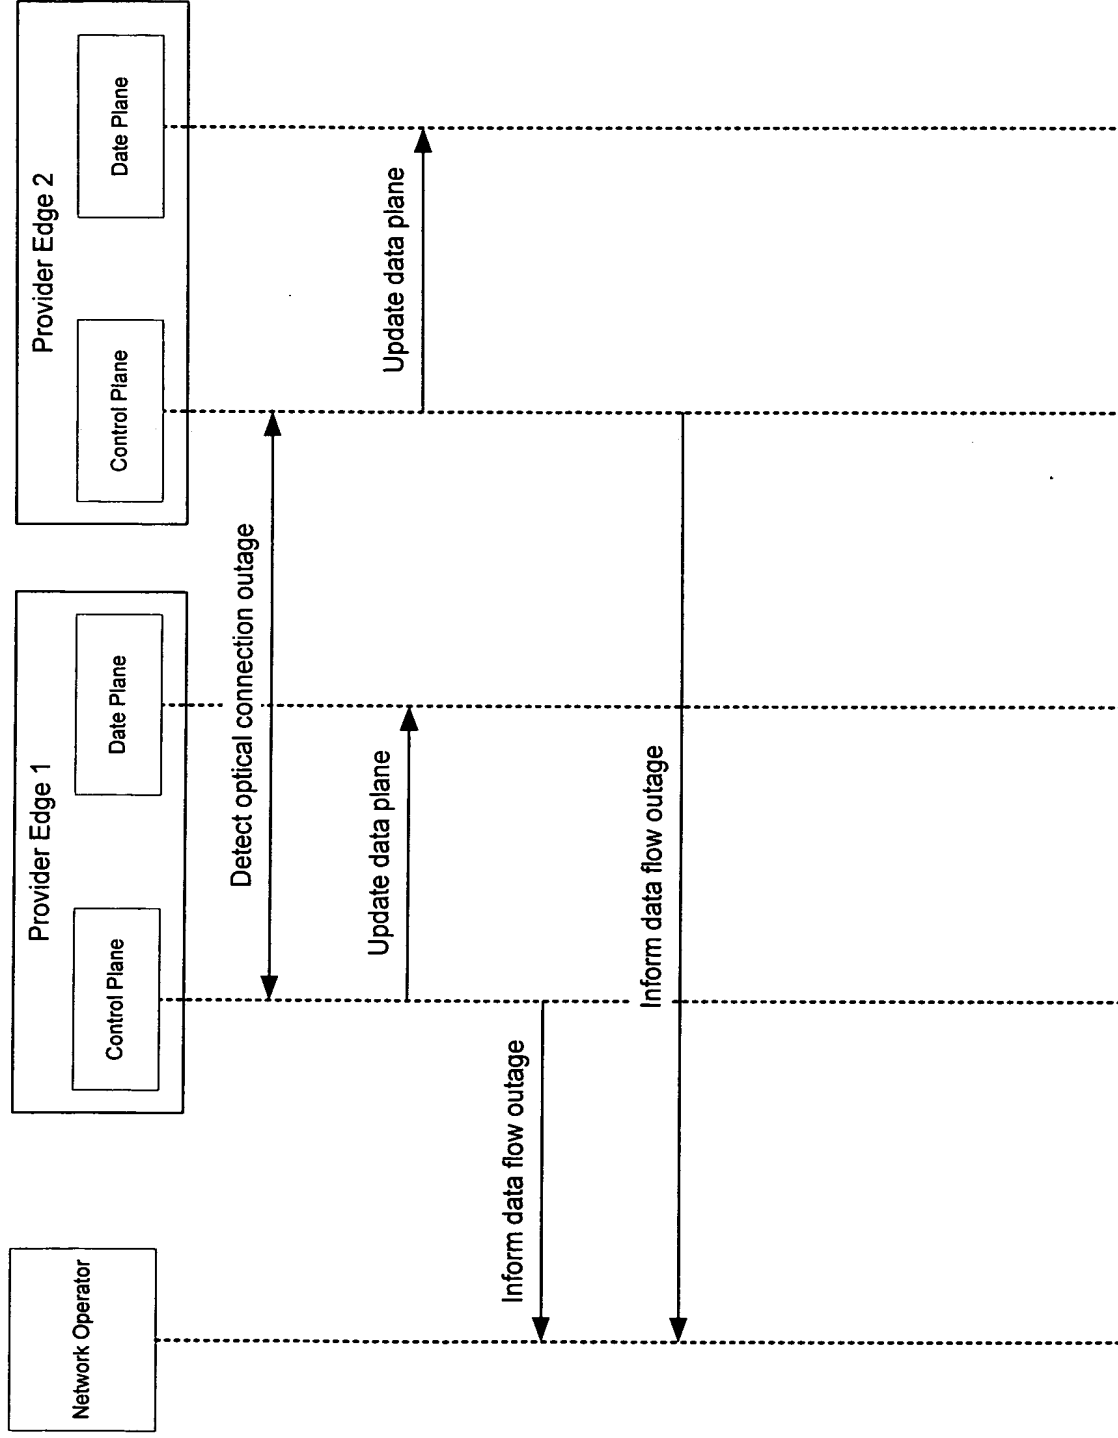 Network Operator
Provider Edge 1
Control Plane
Date Plane
Provider Edge 2
Control Plane
Date Plane
Detect optical connection outage
Update data plane
Update data plane
Inform data flow outage
Inform data flow outage